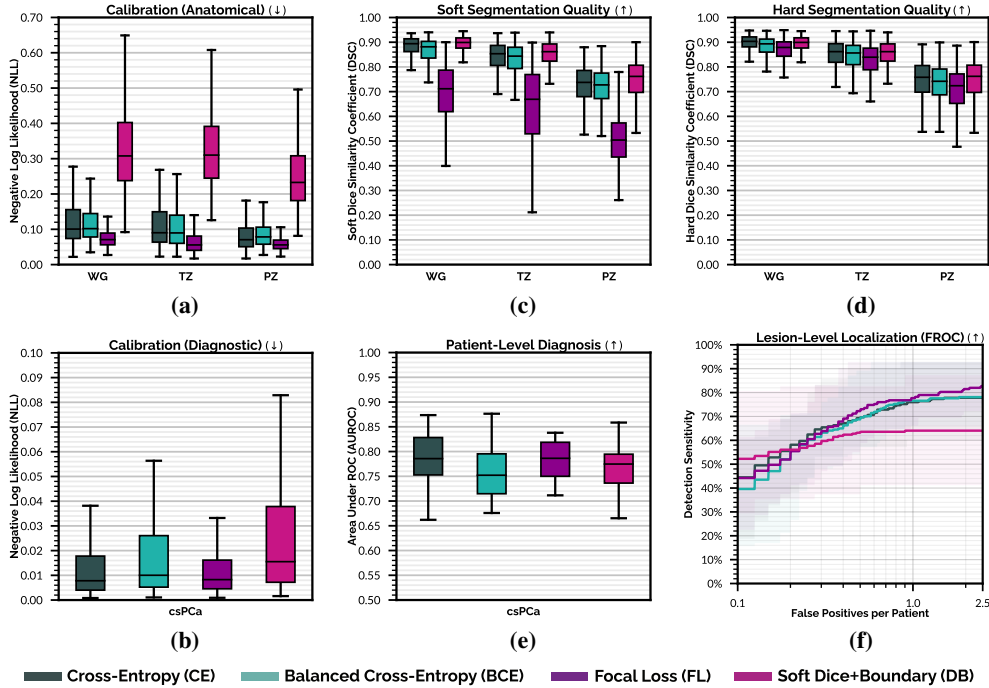 Calibration (Anatomical) (↓)
Negative Log Likelihood (NLL)
0.70
0.60
0.50
0.40
0.30
0.20
0.10
0.00
WG
TZ
PZ
(a)
Soft Segmentation Quality (↑)
Soft Dice Similarity Coefficient (DSC)
1.00
0.90
0.80
0.70
0.60
0.50
0.40
0.30
0.20
0.10
0.00
WG
TZ
PZ
(c)
Hard Segmentation Quality (↑)
Hard Dice Similarity Coefficient (DSC)
1.00
0.90
0.80
0.70
0.60
0.50
0.40
0.30
0.20
0.10
0.00
WG
TZ
PZ
(d)
Calibration (Diagnostic) (↓)
Negative Log Likelihood (NLL)
0.10
0.09
0.08
0.07
0.06
0.05
0.04
0.03
0.02
0.01
0.00
csPCa
(b)
Patient-Level Diagnosis (↑)
Area Under ROC (AUROC)
1.00
0.95
0.90
0.85
0.80
0.75
0.70
0.65
0.60
0.55
0.50
csPCa
(e)
Lesion-Level Localization (FROC) (↑)
Detection Sensitivity
100%
90%
80%
70%
60%
50%
40%
30%
20%
10%
0%
0.1
1.0
2.5
False Positives per Patient
(f)
Cross-Entropy (CE)
Balanced Cross-Entropy (BCE)
Focal Loss (FL)
Soft Dice+Boundary (DB)